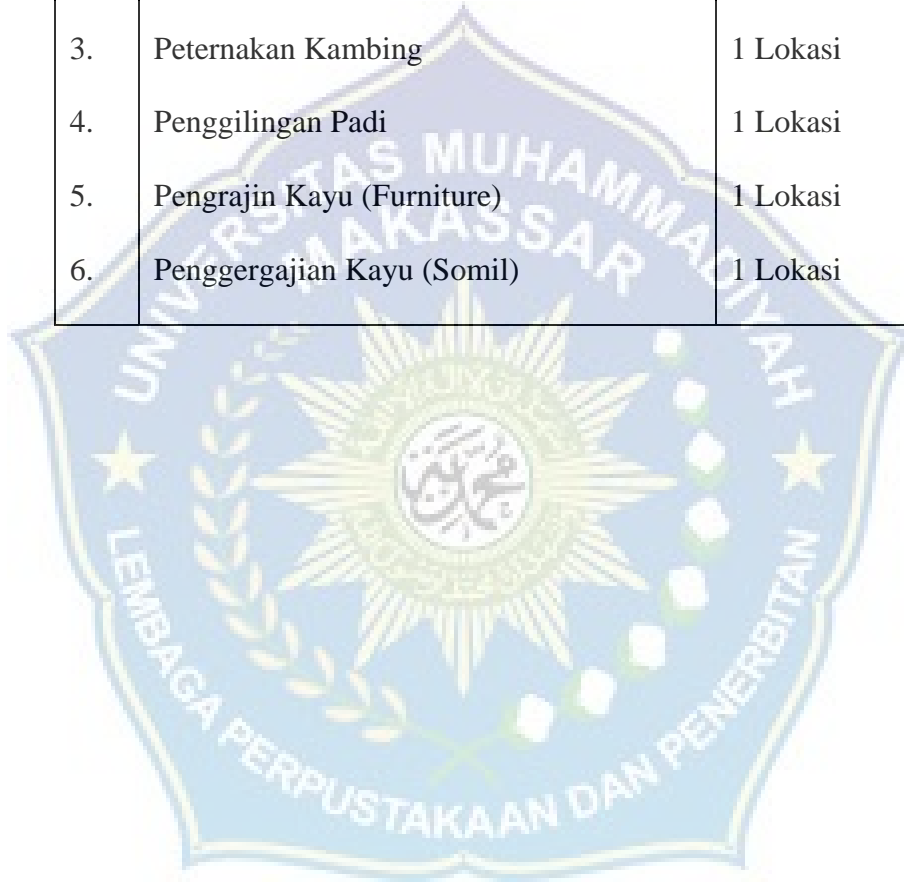 3. Peternakan Kambing 1 Lokasi
4. Penggilingan Padi 1 Lokasi
5. Pengrajin Kayu (Furniture) 1 Lokasi
6. Penggergajian Kayu (Somil) 1 Lokasi
UNIVERSITAS MUHAMMADIYAH
MAKASSAR
LEMBAGA PERPUSTAKAAN DAN PENERBITAN